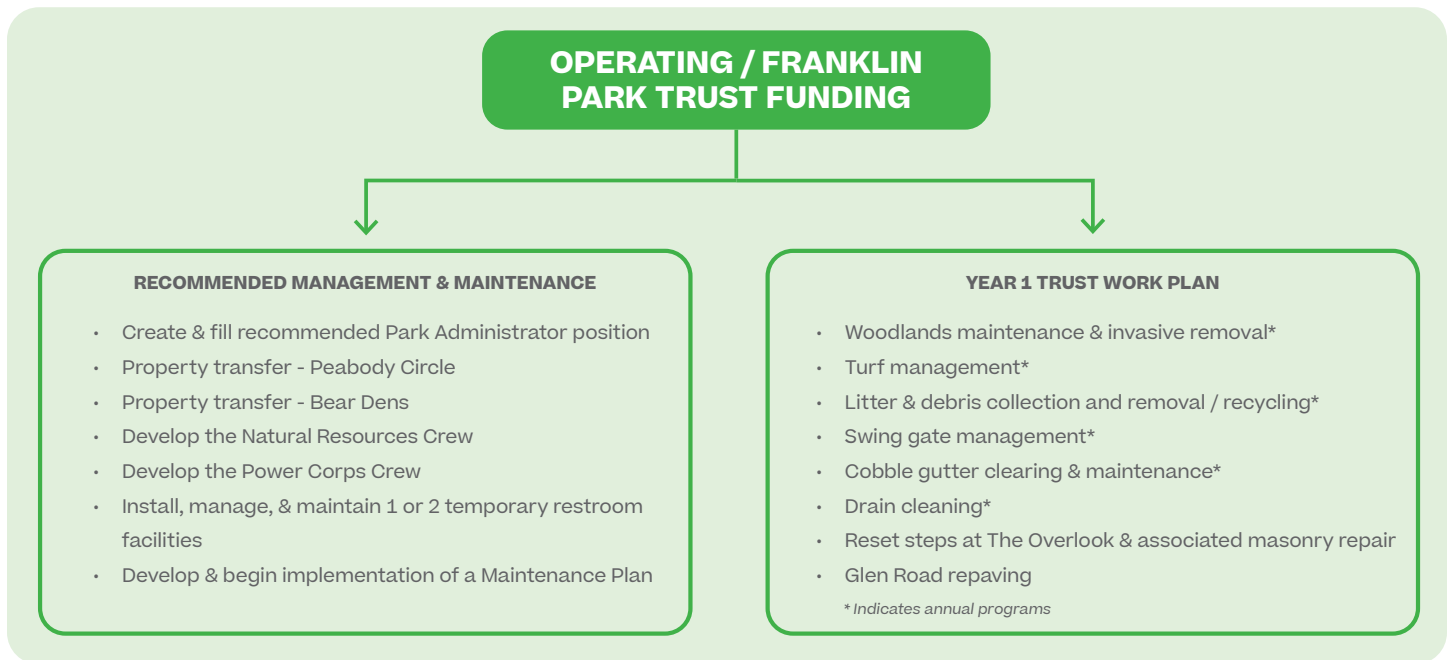 OPERATING / FRANKLIN
PARK TRUST FUNDING
RECOMMENDED MANAGEMENT & MAINTENANCE
• Create & fill recommended Park Administrator position
• Property transfer - Peabody Circle
• Property transfer - Bear Dens
• Develop the Natural Resources Crew
• Develop the Power Corps Crew
• Install, manage, & maintain 1 or 2 temporary restroom
facilities
• Develop & begin implementation of a Maintenance Plan
YEAR 1 TRUST WORK PLAN
• Woodlands maintenance & invasive removal*
• Turf management*
• Litter & debris collection and removal / recycling*
• Swing gate management*
• Cobble gutter clearing & maintenance*
• Drain cleaning*
• Reset steps at The Overlook & associated masonry repair
• Glen Road repaving
* Indicates annual programs